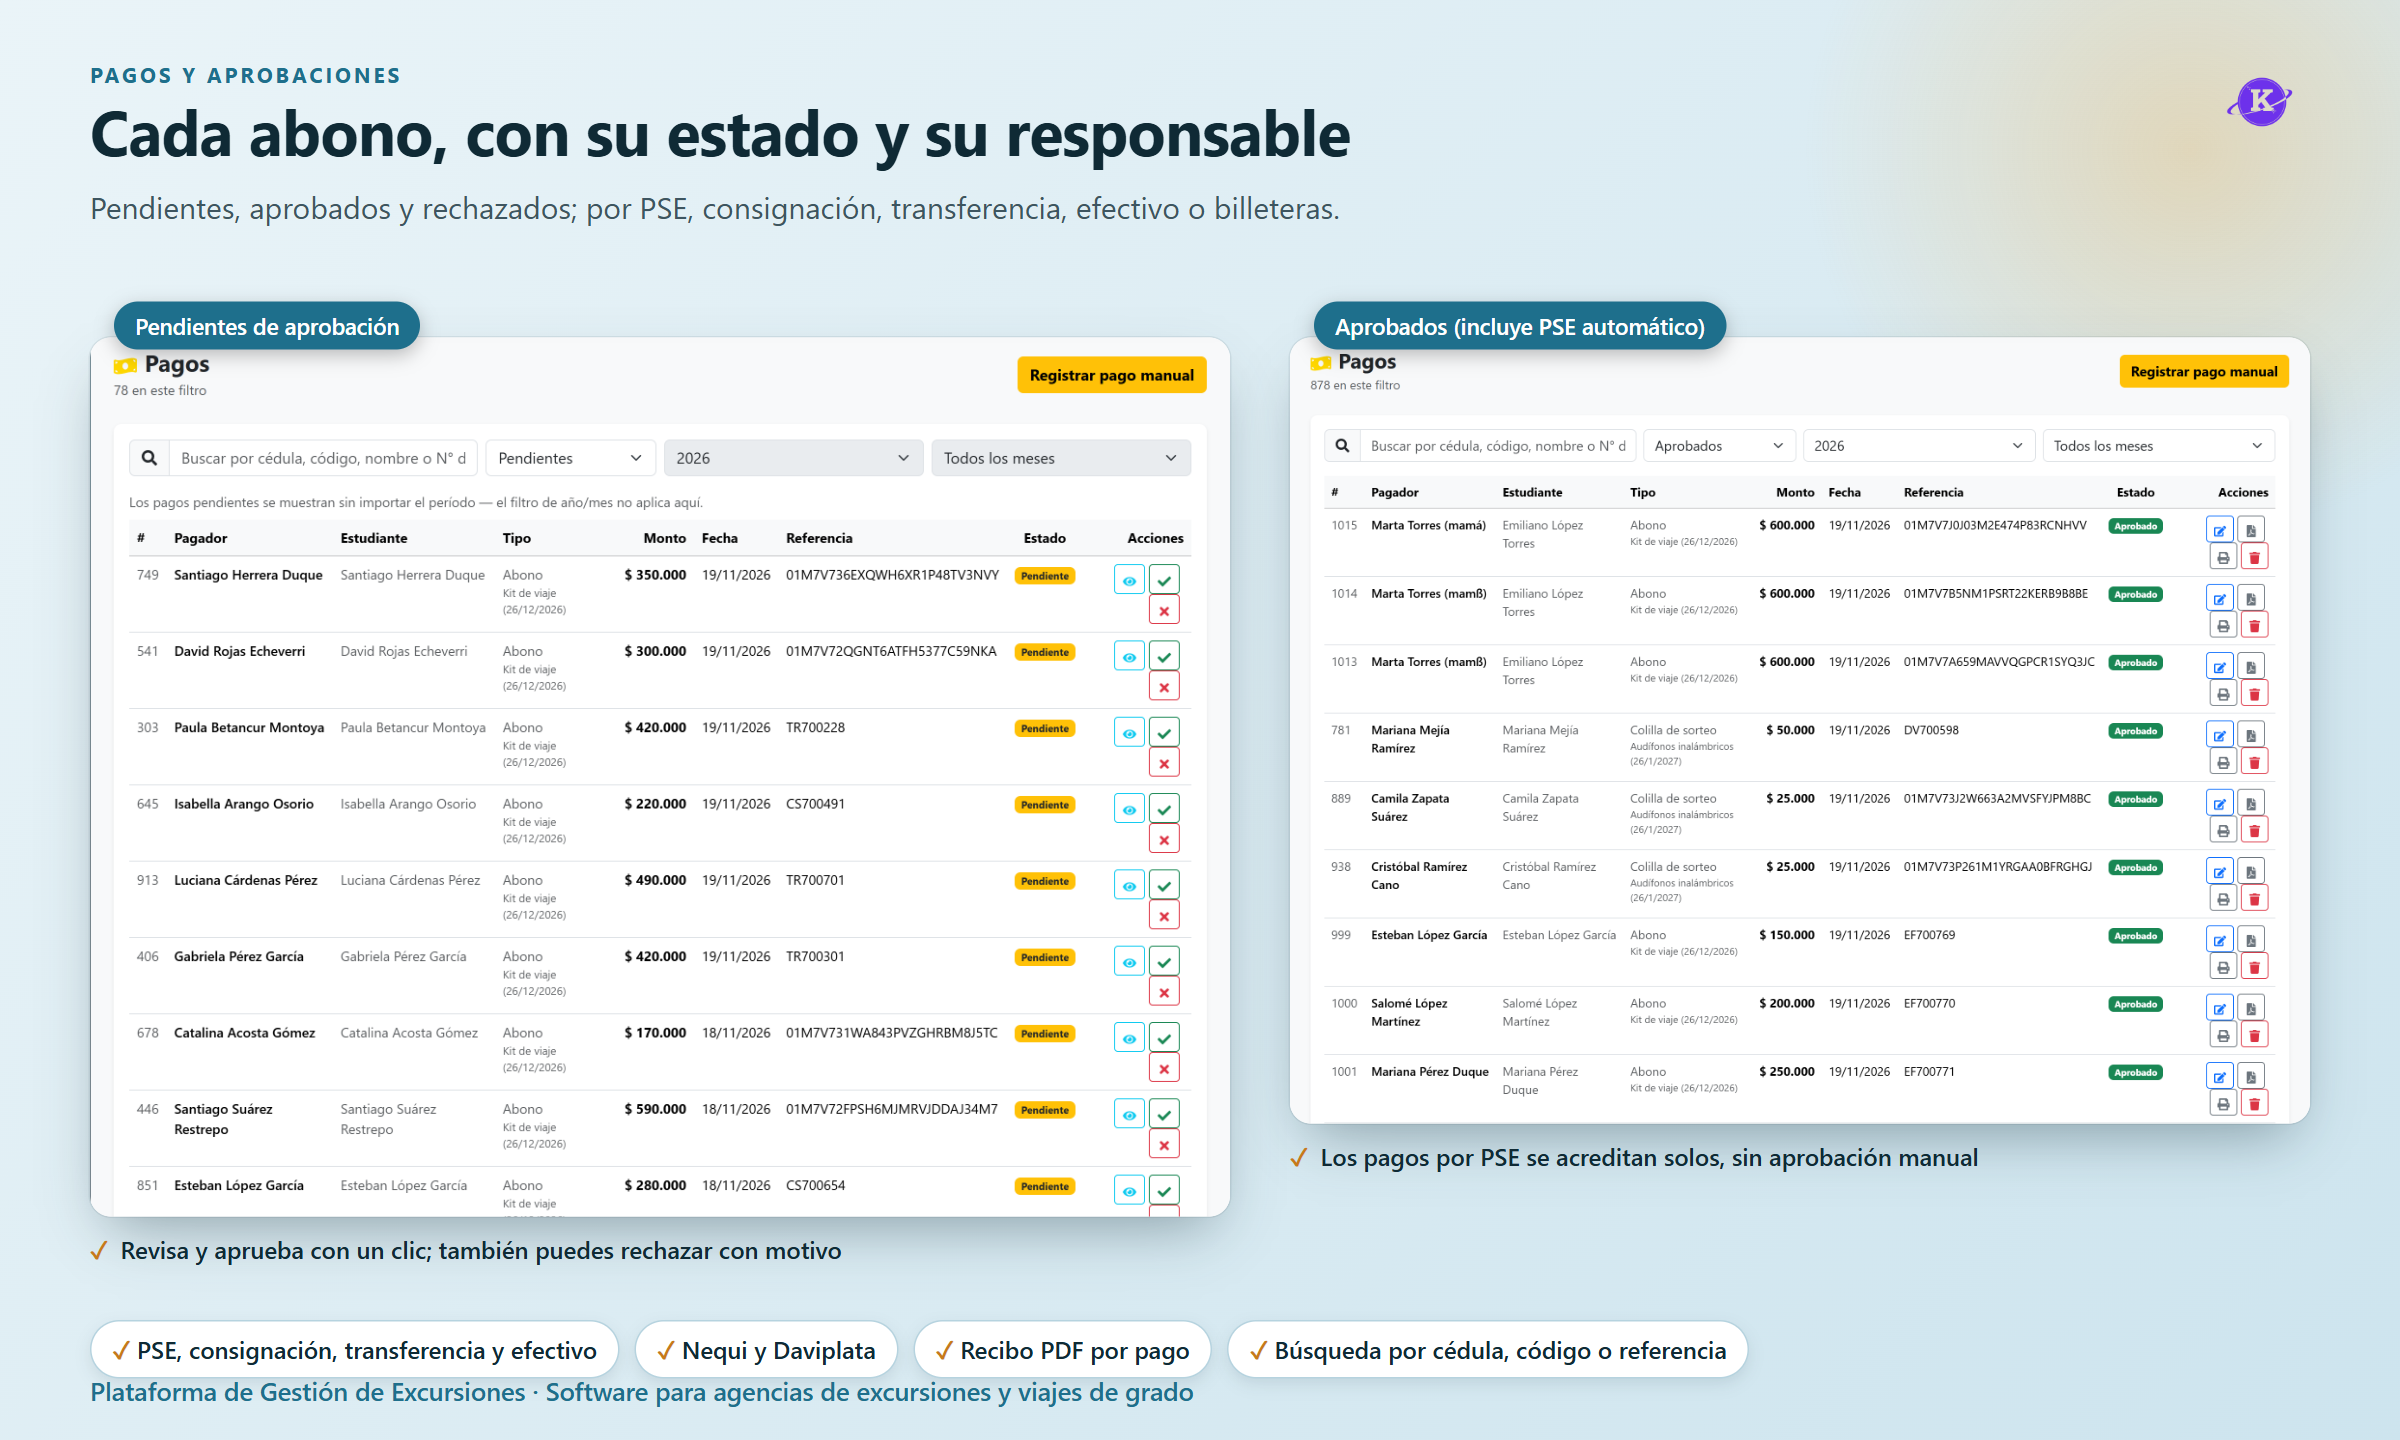 PAGOS Y APROBACIONES
Cada abono, con su estado y su responsable
Pendientes, aprobados y rechazados; por PSE, consignación, transferencia, efectivo o billeteras.
K
Pendientes de aprobación
Pagos
78 en este filtro
Registrar pago manual
Buscar por cédula, código, nombre o N° d
Pendientes
2026
Todos los meses
Los pagos pendientes se muestran sin importar el período — el filtro de año/mes no aplica aquí.
# Pagador Estudiante Tipo Monto Fecha Referencia Estado Acciones
749 Santiago Herrera Duque Santiago Herrera Duque Abono $ 350.000 19/11/2026 01M7V736EXQWH6XR1P48TV3NVY Pendiente
Kit de viaje
(26/12/2026)
541 David Rojas Echeverri David Rojas Echeverri Abono $ 300.000 19/11/2026 01M7V72QGNT6ATFH5377C59NKA Pendiente
Kit de viaje
(26/12/2026)
303 Paula Betancur Montoya Paula Betancur Montoya Abono $ 420.000 19/11/2026 TR700228 Pendiente
Kit de viaje
(26/12/2026)
645 Isabella Arango Osorio Isabella Arango Osorio Abono $ 220.000 19/11/2026 CS700491 Pendiente
Kit de viaje
(26/12/2026)
913 Luciana Cárdenas Pérez Luciana Cárdenas Pérez Abono $ 490.000 19/11/2026 TR700701 Pendiente
Kit de viaje
(26/12/2026)
406 Gabriela Pérez García Gabriela Pérez García Abono $ 420.000 19/11/2026 TR700301 Pendiente
Kit de viaje
(26/12/2026)
678 Catalina Acosta Gómez Catalina Acosta Gómez Abono $ 170.000 18/11/2026 01M7V731WA843PVZGHRBM8J5TC Pendiente
Kit de viaje
(26/12/2026)
446 Santiago Suárez Santiago Suárez Abono $ 590.000 18/11/2026 01M7V72FPSH6MJMRVJDDAJ34M7 Pendiente
Restrepo Restrepo Kit de viaje
(26/12/2026)
851 Esteban López García Esteban López García Abono $ 280.000 18/11/2026 CS700654 Pendiente
Kit de viaje
✓ Revisa y aprueba con un clic; también puedes rechazar con motivo
Aprobados (incluye PSE automático)
Pagos
878 en este filtro
Registrar pago manual
Buscar por cédula, código, nombre o N° d
Aprobados
2026
Todos los meses
# Pagador Estudiante Tipo Monto Fecha Referencia Estado Acciones
1015 Marta Torres (mamá) Emiliano López Abono $ 600.000 19/11/2026 01M7V7J0J03M2E474P83RCNHVV Aprobado
Torres Kit de viaje (26/12/2026)
1014 Marta Torres (mamß) Emiliano López Abono $ 600.000 19/11/2026 01M7V7B5NM1PSRT22KERB9B8BE Aprobado
Torres Kit de viaje (26/12/2026)
1013 Marta Torres (mamß) Emiliano López Abono $ 600.000 19/11/2026 01M7V7A659MAVVQGPCR1SYQ3JC Aprobado
Torres Kit de viaje (26/12/2026)
781 Mariana Mejía Mariana Mejía Colilla de sorteo $ 50.000 19/11/2026 DV700598 Aprobado
Ramírez Ramírez Audífonos inalámbricos
(26/1/2027)
889 Camila Zapata Camila Zapata Colilla de sorteo $ 25.000 19/11/2026 01M7V73J2W663A2MVSFYJPM8BC Aprobado
Suárez Suárez Audífonos inalámbricos
(26/1/2027)
938 Cristóbal Ramírez Cristóbal Ramírez Colilla de sorteo $ 25.000 19/11/2026 01M7V73P261M1YRGAA0BFRGHGJ Aprobado
Cano Cano Audífonos inalámbricos
(26/1/2027)
999 Esteban López García Esteban López García Abono $ 150.000 19/11/2026 EF700769 Aprobado
Kit de viaje (26/12/2026)
1000 Salomé López Salomé López Abono $ 200.000 19/11/2026 EF700770 Aprobado
Martínez Martínez Kit de viaje (26/12/2026)
1001 Mariana Pérez Duque Mariana Pérez Abono $ 250.000 19/11/2026 EF700771 Aprobado
Duque Kit de viaje (26/12/2026)
✓ Los pagos por PSE se acreditan solos, sin aprobación manual
✓ PSE, consignación, transferencia y efectivo
✓ Nequi y Daviplata
✓ Recibo PDF por pago
✓ Búsqueda por cédula, código o referencia
Plataforma de Gestión de Excursiones · Software para agencias de excursiones y viajes de grado